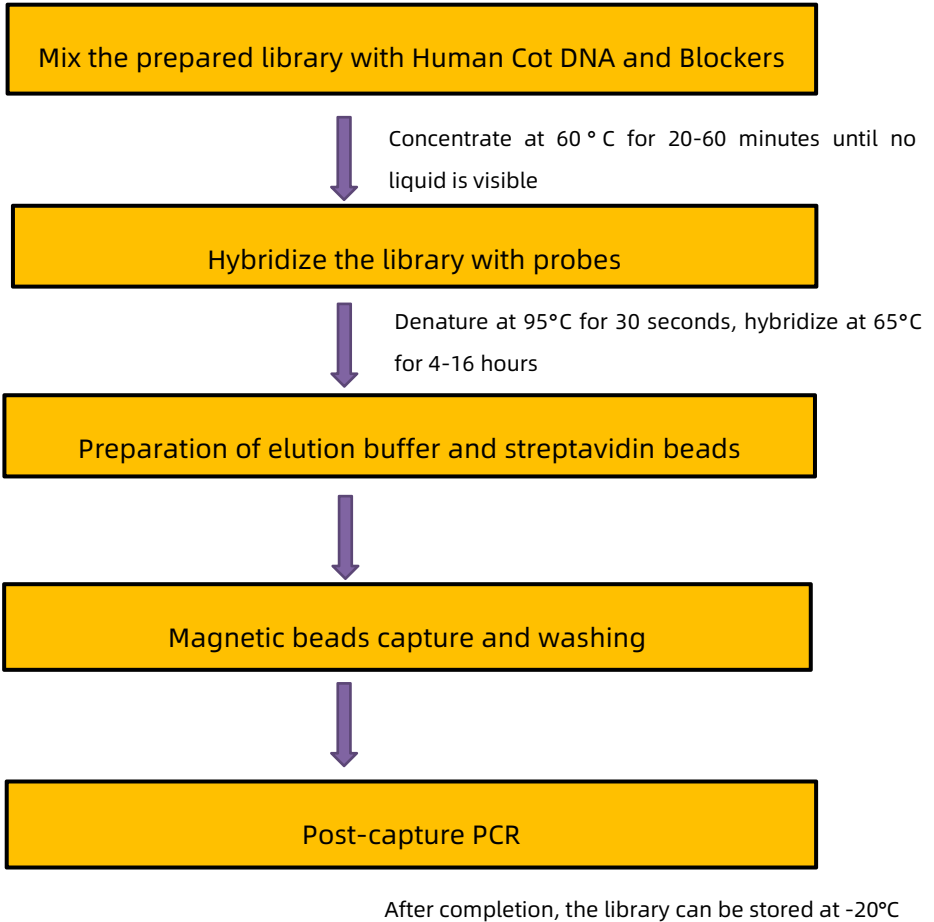 Mix the prepared library with Human Cot DNA and Blockers
Concentrate at 60 ° C for 20-60 minutes until no
liquid is visible
Hybridize the library with probes
Denature at 95°C for 30 seconds, hybridize at 65°C
for 4-16 hours
Preparation of elution buffer and streptavidin beads
Magnetic beads capture and washing
Post-capture PCR
After completion, the library can be stored at -20°C